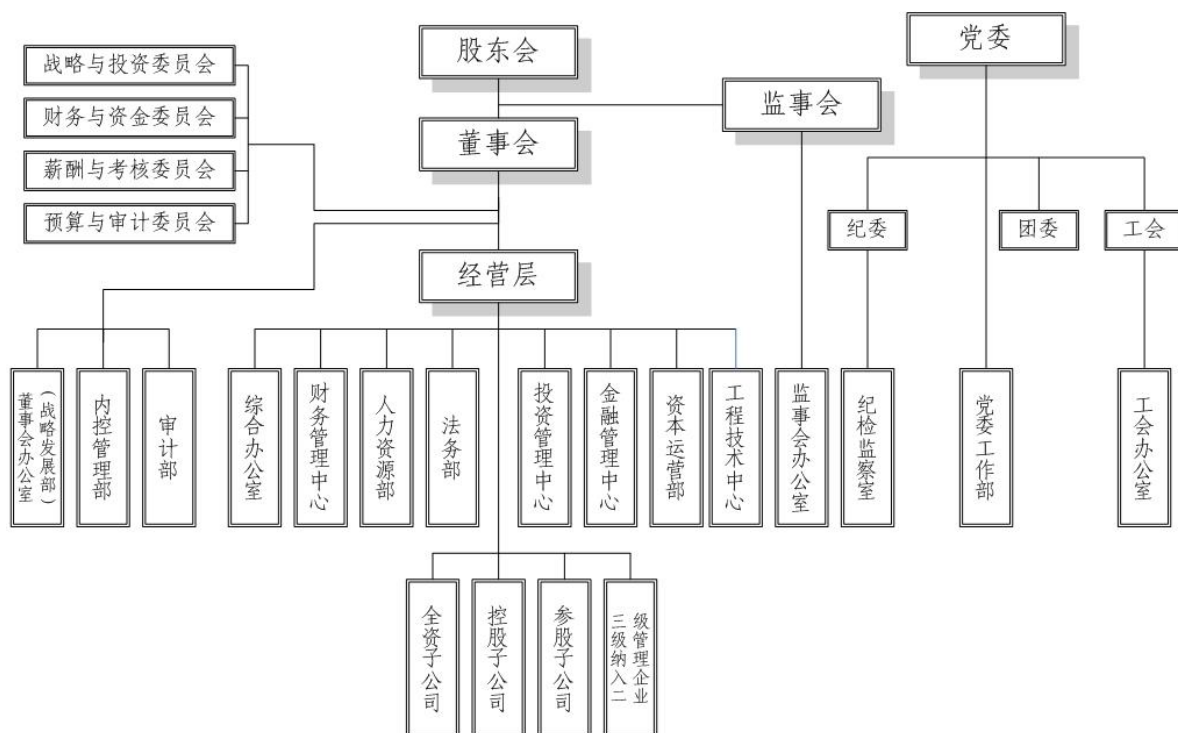 股东会
党委
战略与投资委员会
监事会
财务与资金委员会
董事会
薪酬与考核委员会
预算与审计委员会
纪委
团委
工会
经营层
董事会办公室
（战略发展部）
内控管理部
审计部
综合办公室
财务管理中心
人力资源部
法务部
投资管理中心
金融管理中心
资本运营部
工程技术中心
监事会办公室
纪检监察室
党委工作部
工会办公室
全资子公司
控股子公司
参股子公司
三级纳入二
级管理企业